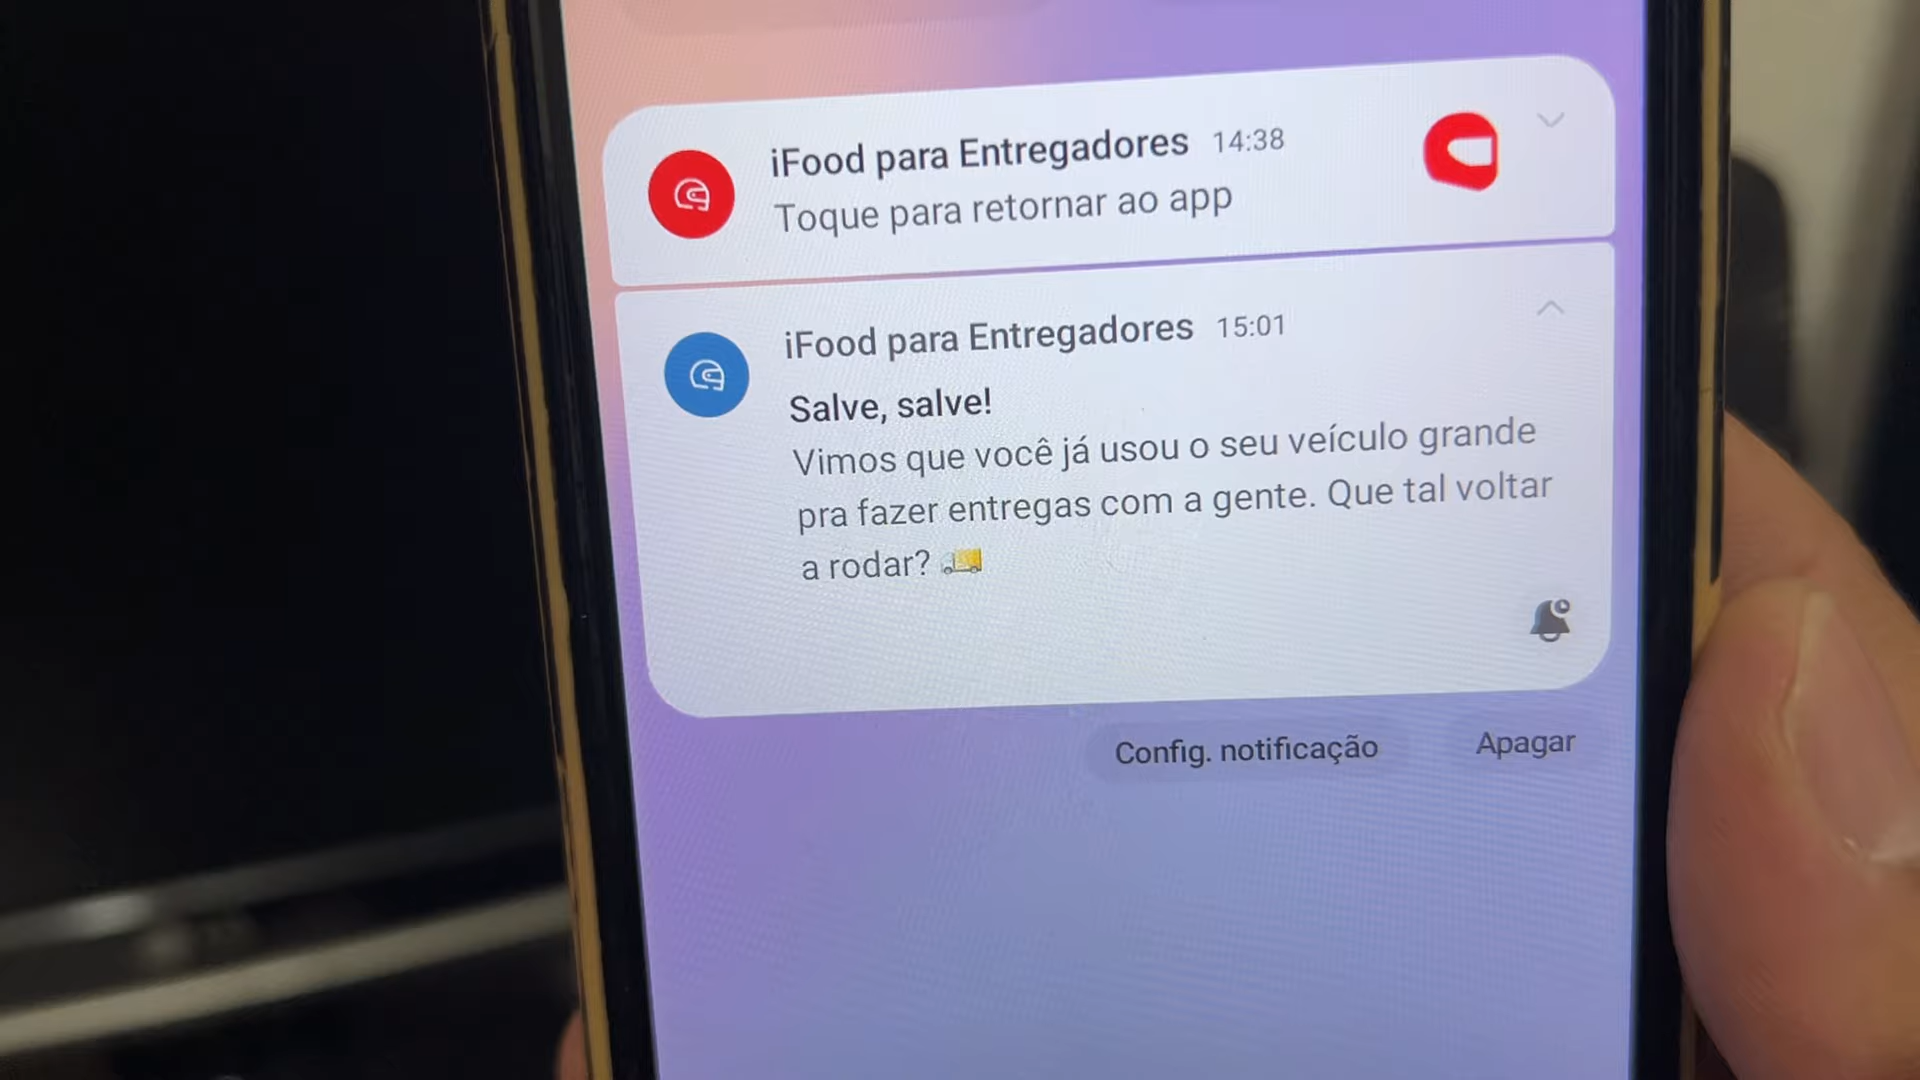 iFood para Entregadores 14:38
Toque para retornar ao app
iFood para Entregadores 15:01
Salve, salve!
Vimos que você já usou o seu veículo grande
pra fazer entregas com a gente. Que tal voltar
a rodar? 🚚
Config. notificação Apagar